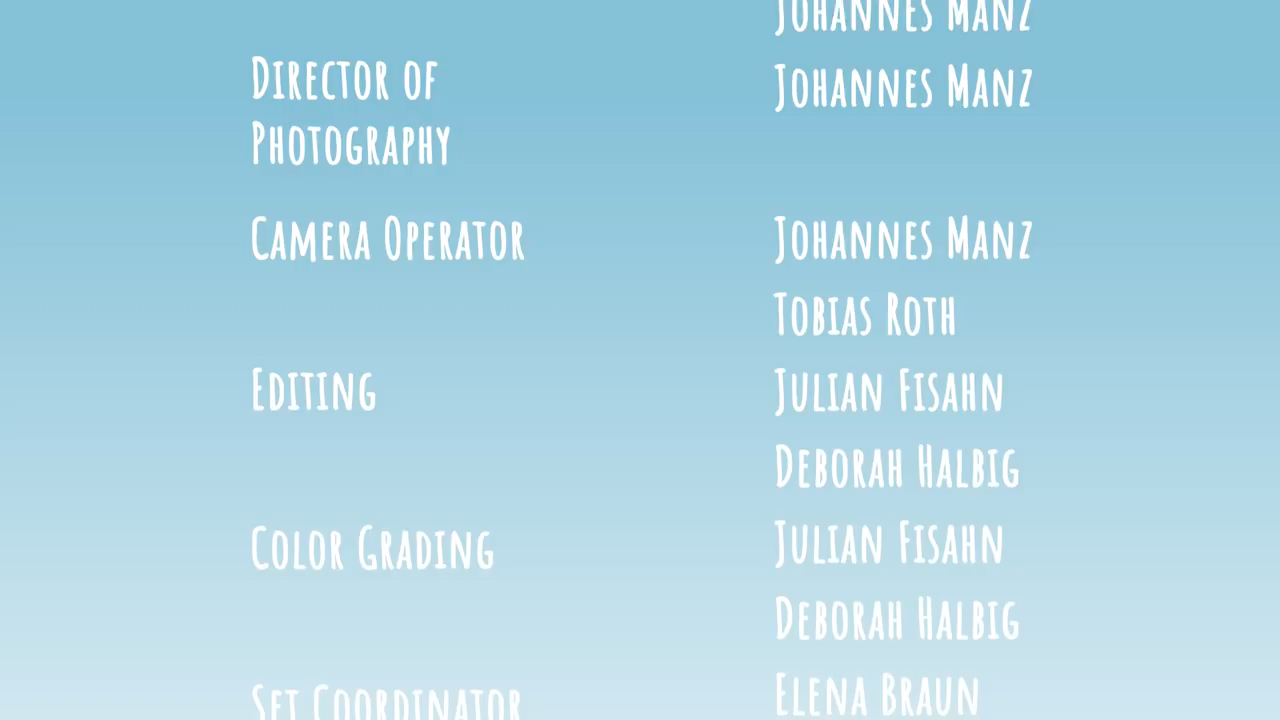 Johannes Manz
Director of Johannes Manz
Photography
Camera Operator Johannes Manz
Tobias Roth
Editing Julian Fisahn
Deborah Halbig
Color Grading Julian Fisahn
Deborah Halbig
Set Coordinator Elena Braun